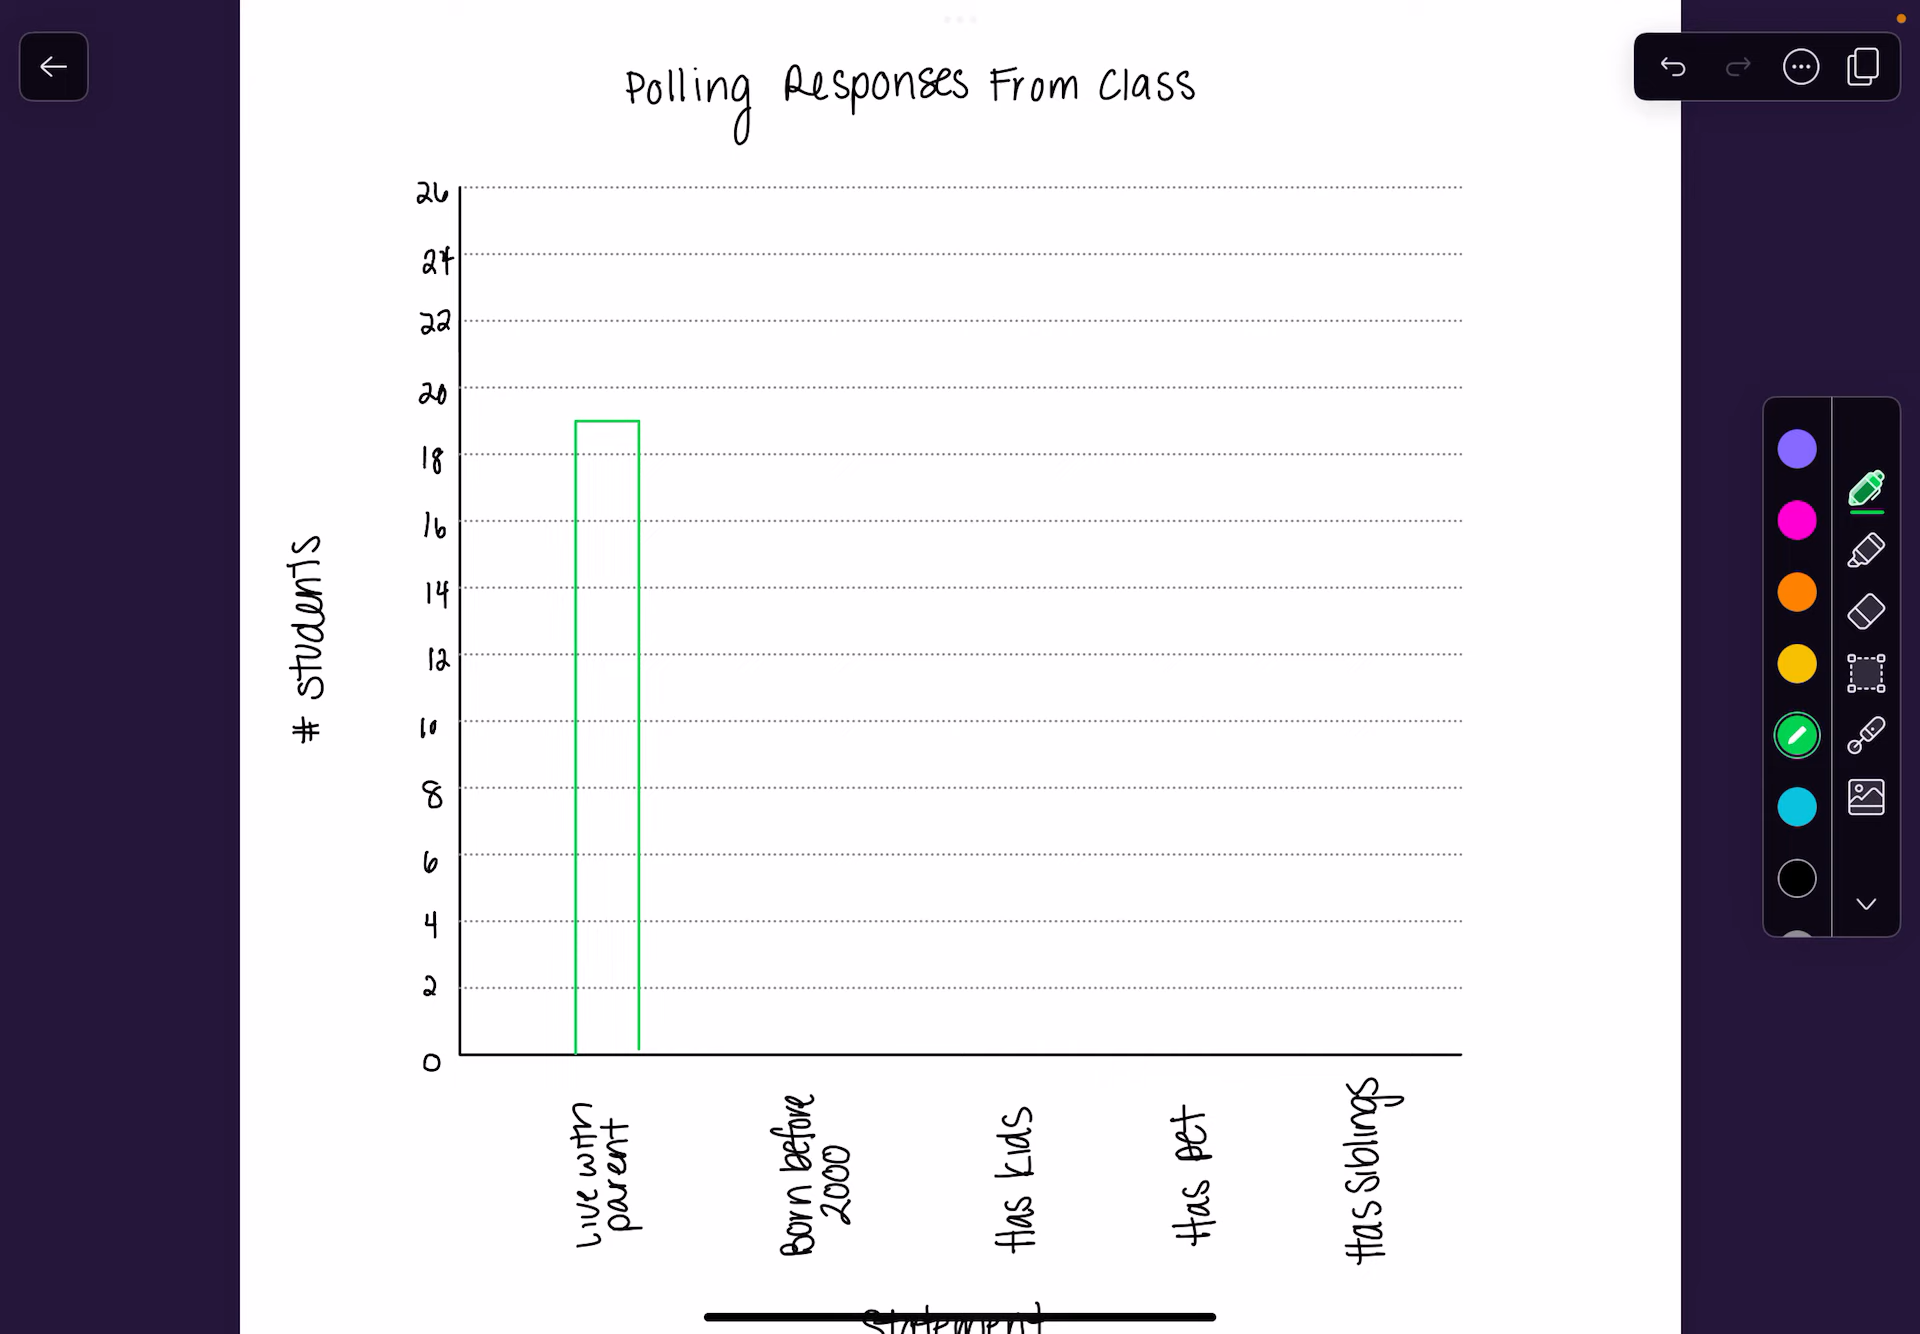 Polling Responses From Class
26
24
22
20
18
16
14
12
10
8
6
4
2
0
# students
Live with
parent
Born before
2000
Has kids
Has pet
Has siblings
Statement